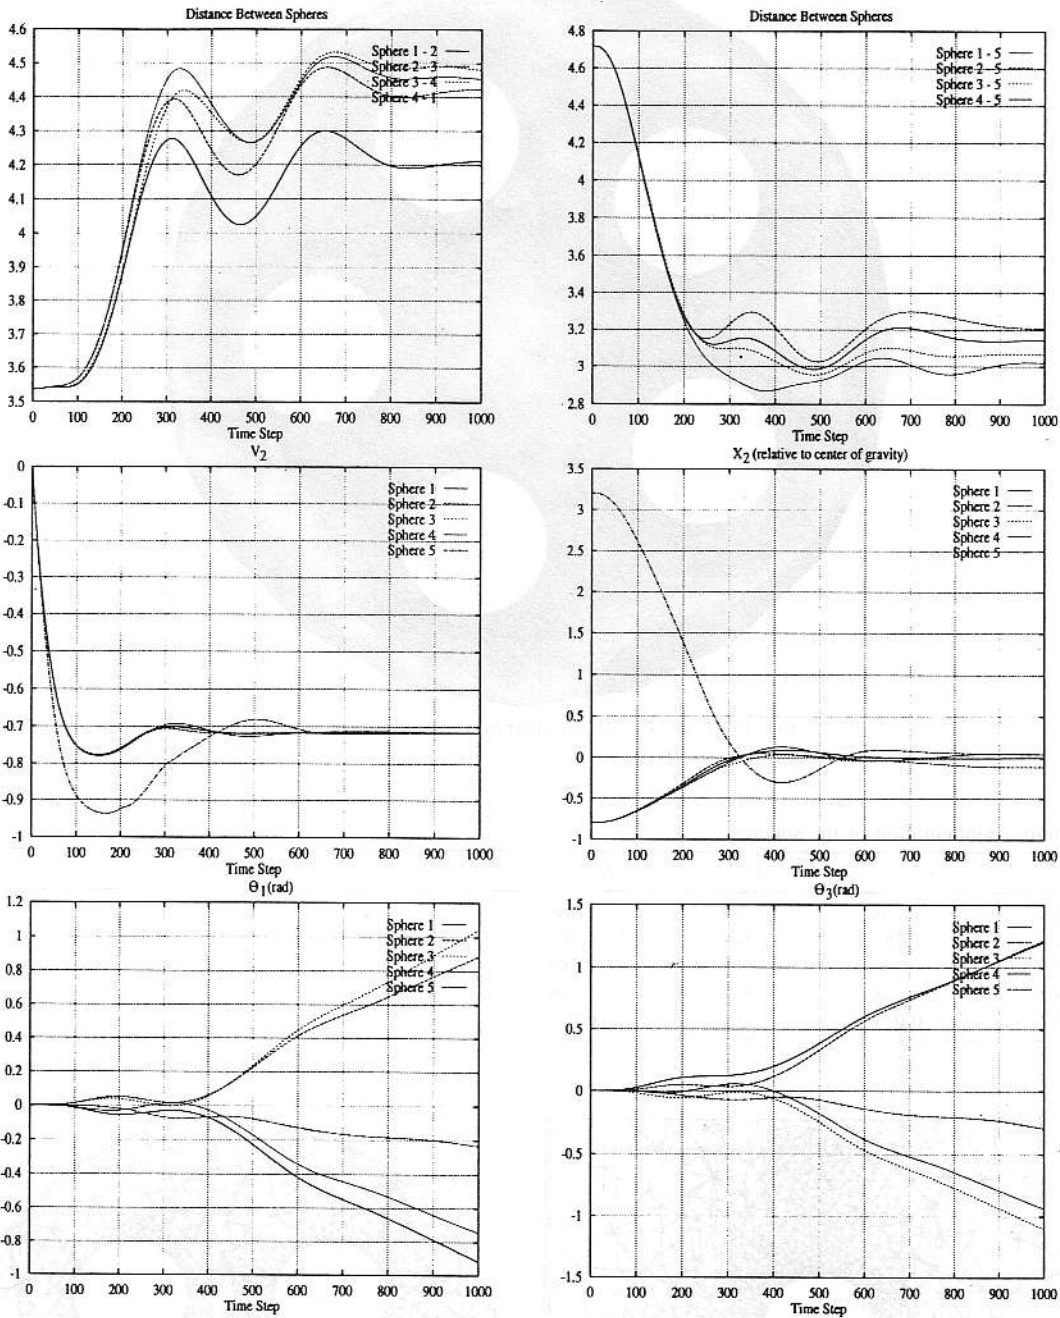 Distance Between Spheres
4.6
4.5
4.4
4.3
4.2
4.1
4
3.9
3.8
3.7
3.6
3.5
Sphere 1 - 2
Sphere 2 - 3
Sphere 3 - 4
Sphere 4 - 1
0 100 200 300 400 500 600 700 800 900 1000
Time Step
Distance Between Spheres
4.8
4.6
4.4
4.2
4
3.8
3.6
3.4
3.2
3
2.8
Sphere 1 - 5
Sphere 2 - 5
Sphere 3 - 5
Sphere 4 - 5
0 100 200 300 400 500 600 700 800 900 1000
Time Step
V2
0
-0.1
-0.2
-0.3
-0.4
-0.5
-0.6
-0.7
-0.8
-0.9
-1
Sphere 1
Sphere 2
Sphere 3
Sphere 4
Sphere 5
0 100 200 300 400 500 600 700 800 900 1000
Time Step
X2 (relative to center of gravity)
3.5
3
2.5
2
1.5
1
0.5
0
-0.5
-1
Sphere 1
Sphere 2
Sphere 3
Sphere 4
Sphere 5
0 100 200 300 400 500 600 700 800 900 1000
Time Step
Θ1(rad)
1.2
1
0.8
0.6
0.4
0.2
0
-0.2
-0.4
-0.6
-0.8
-1
Sphere 1
Sphere 2
Sphere 3
Sphere 4
Sphere 5
0 100 200 300 400 500 600 700 800 900 1000
Time Step
Θ3(rad)
1.5
1
0.5
0
-0.5
-1
-1.5
Sphere 1
Sphere 2
Sphere 3
Sphere 4
Sphere 5
0 100 200 300 400 500 600 700 800 900 1000
Time Step